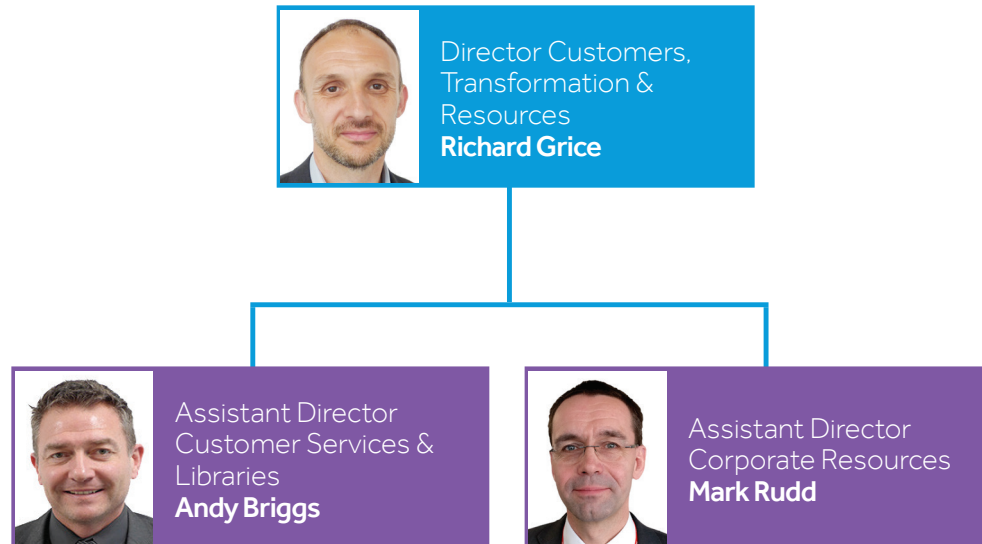 Director Customers,
Transformation &
Resources
Richard Grice
Assistant Director
Customer Services &
Libraries
Andy Briggs
Assistant Director
Corporate Resources
Mark Rudd